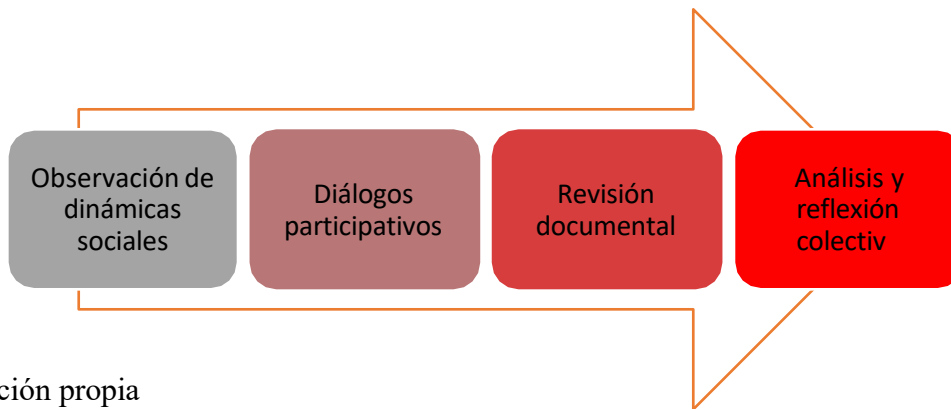 Observación de
dinámicas
sociales
Diálogos
participativos
Revisión
documental
Análisis y
reflexión
colectiv
ción propia